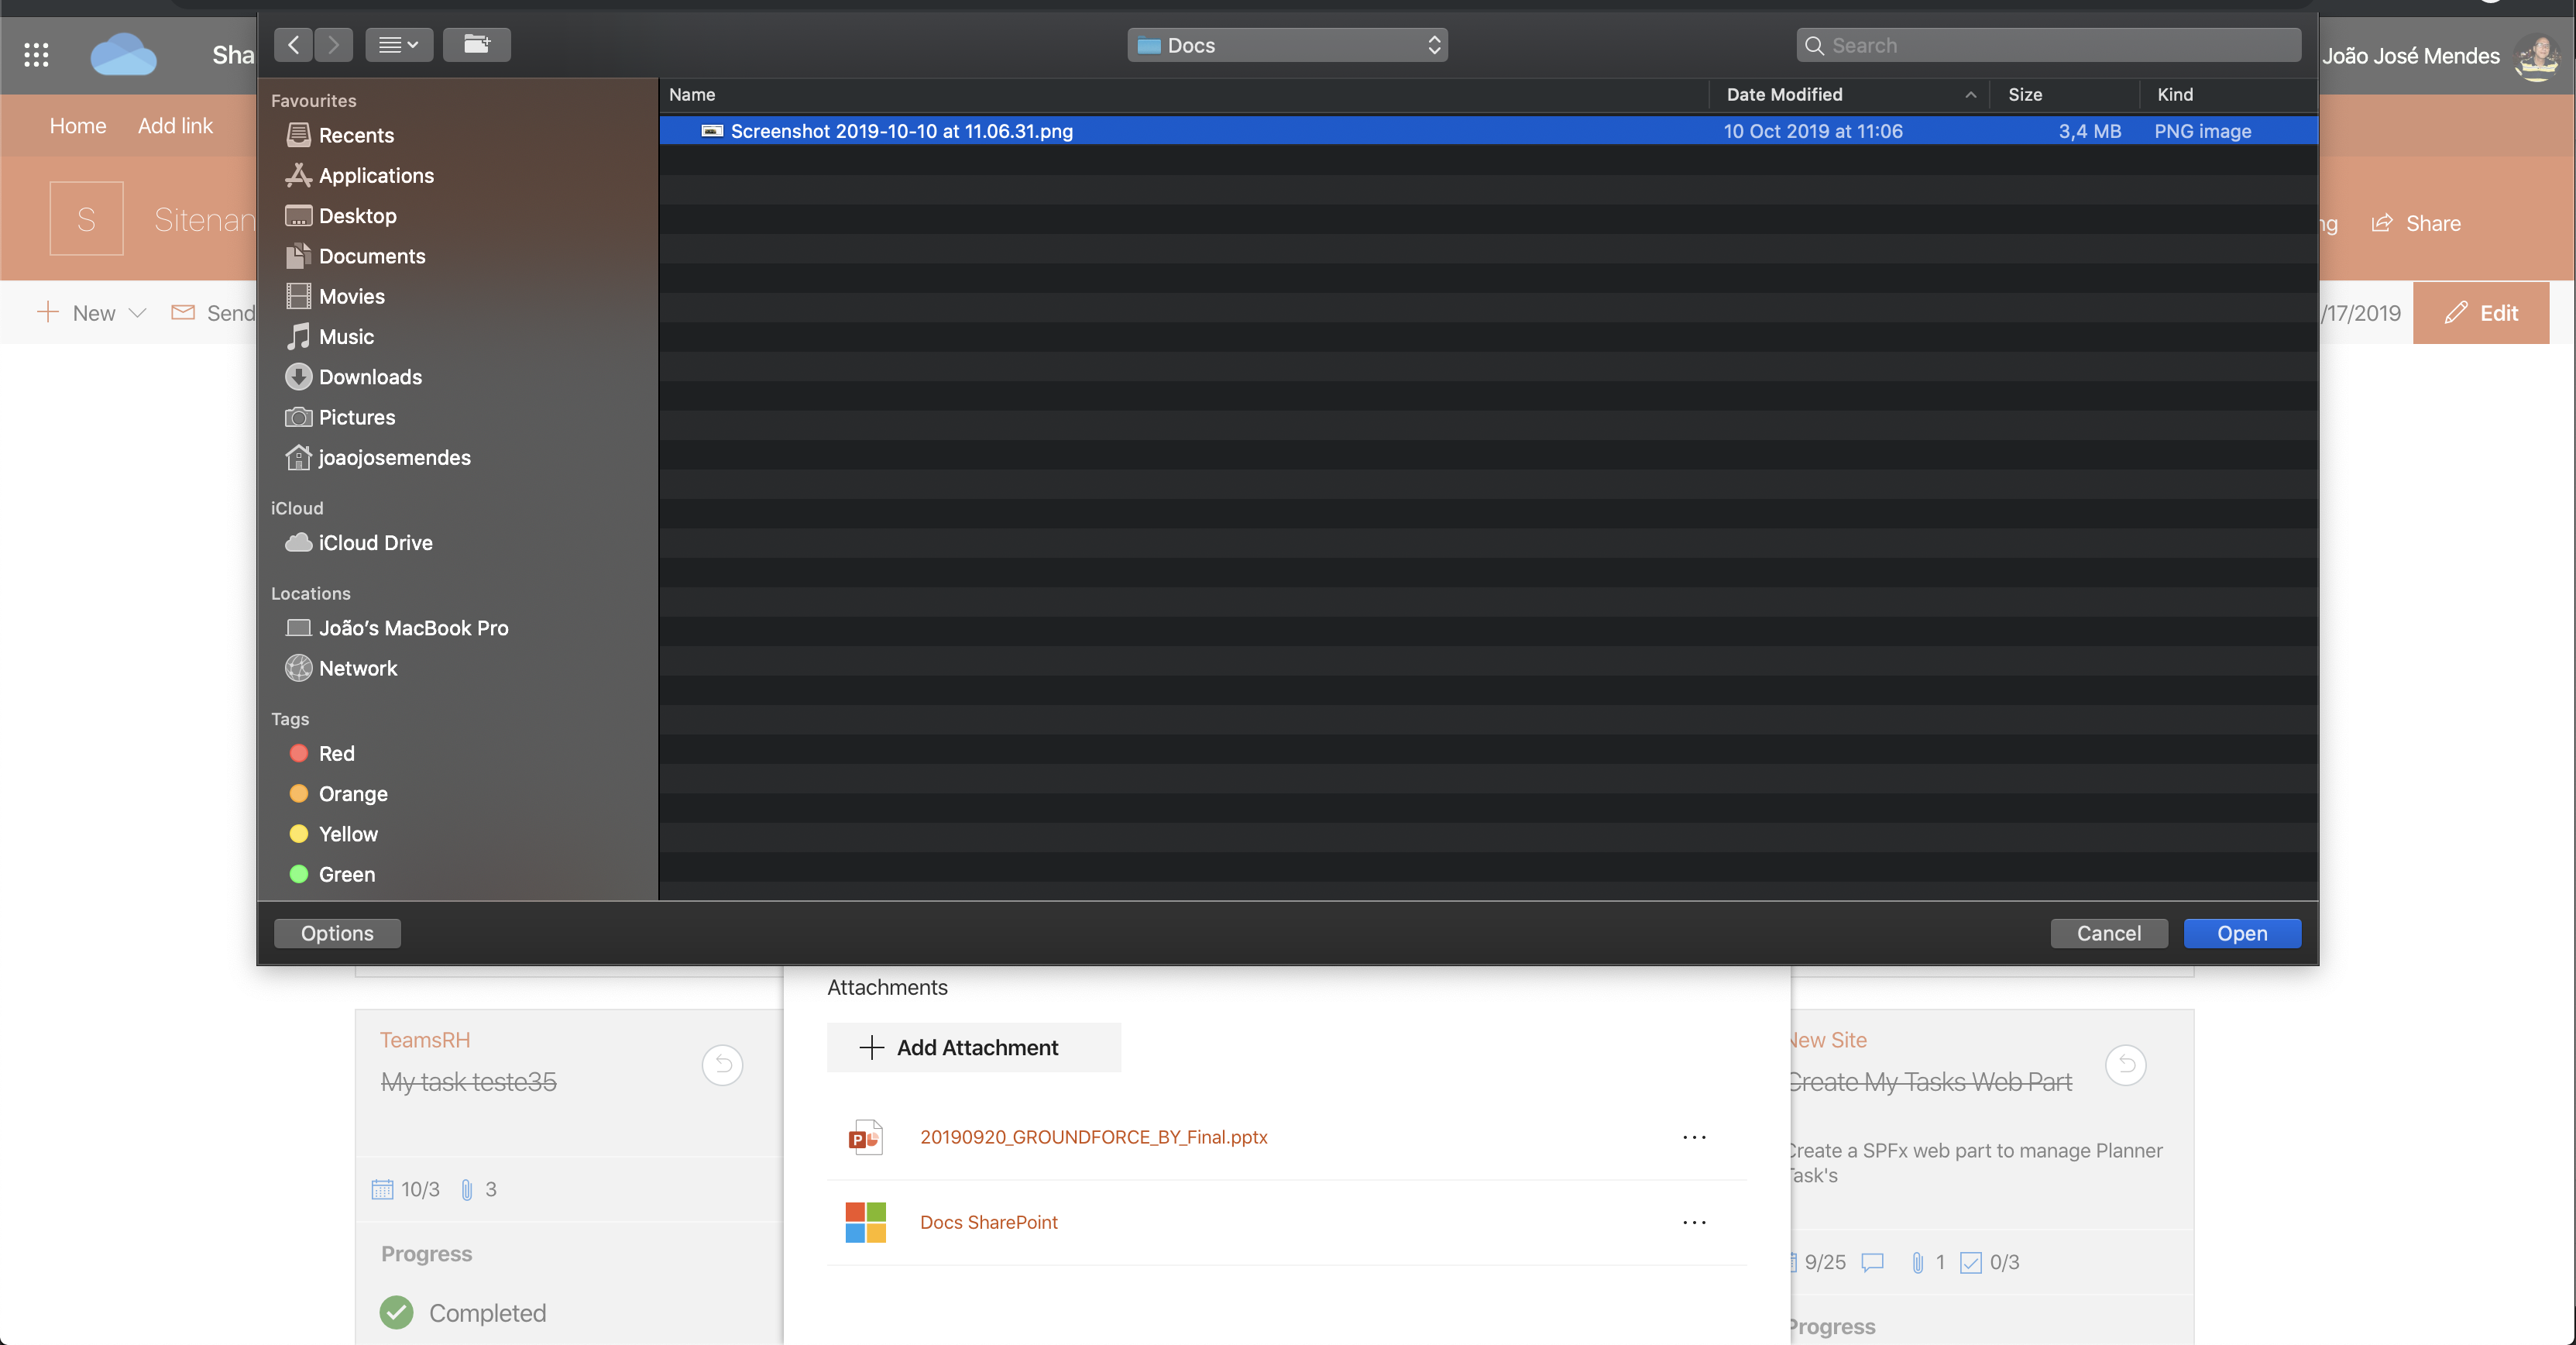 Sha
Docs
Search
João José Mendes
Home
Add link
Favourites
Recents
Applications
Desktop
Documents
Movies
Music
Downloads
Pictures
joaojosemendes
iCloud
iCloud Drive
Locations
João’s MacBook Pro
Network
Tags
Red
Orange
Yellow
Green
Name
Date Modified
Size
Kind
Screenshot 2019-10-10 at 11.06.31.png
10 Oct 2019 at 11:06
3,4 MB
PNG image
S
Sitenam
ng
Share
New
Send
/17/2019
Edit
Options
Cancel
Open
Attachments
Add Attachment
20190920_GROUNDFORCE_BY_Final.pptx
Docs SharePoint
TeamsRH
My task teste35
10/3
3
Progress
Completed
New Site
Create My Tasks Web Part
Create a SPFx web part to manage Planner
Task's
9/25
1
0/3
Progress